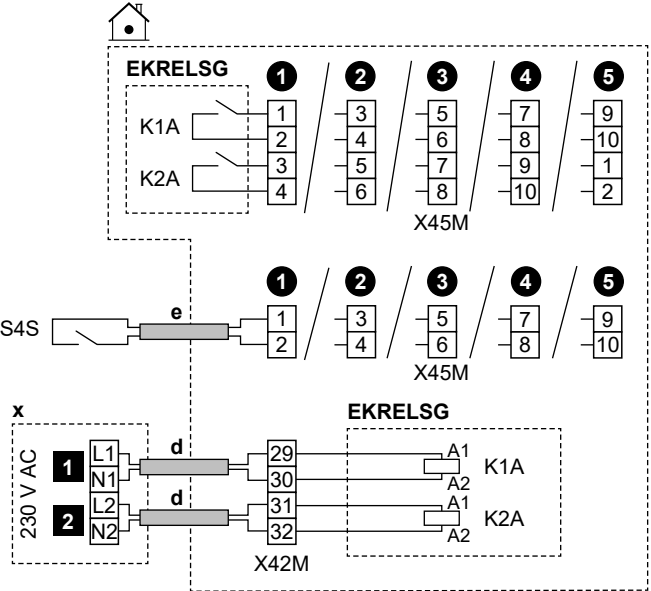 EKRELSG 1 2 3 4 5
K1A
K2A
1 3 5 7 9
2 4 6 8 10
3 5 7 9 1
4 6 8 10 2
X45M
1 2 3 4 5
S4S e
1 3 5 7 9
2 4 6 8 10
X45M
x
EKRELSG
230 V AC
1 L1 d 29 A1
N1 30 A2 K1A
2 L2 d 31 A1
N2 32 A2 K2A
X42M